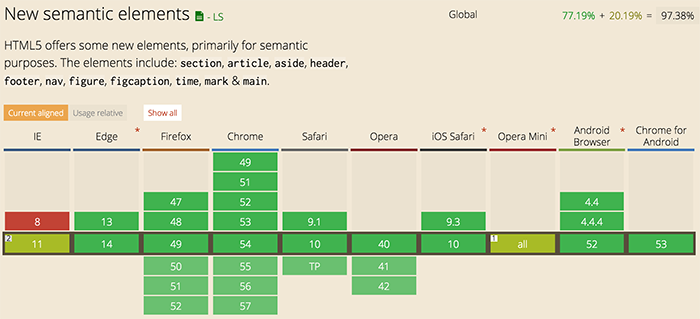 New semantic elements - LS Global 77.19% + 20.19% = 97.38%
HTML5 offers some new elements, primarily for semantic
purposes. The elements include: section, article, aside, header,
footer, nav, figure, figcaption, time, mark & main.
Current aligned Usage relative Show all
IE Edge * Firefox Chrome Safari Opera iOS Safari * Opera Mini * Android Browser * Chrome for Android
49
51
47 52 4.4
8 13 48 53 9.1 9.3 4.4.4
2 11 14 49 54 10 40 10 1 all 52 53
50 55 TP 41
51 56 42
52 57